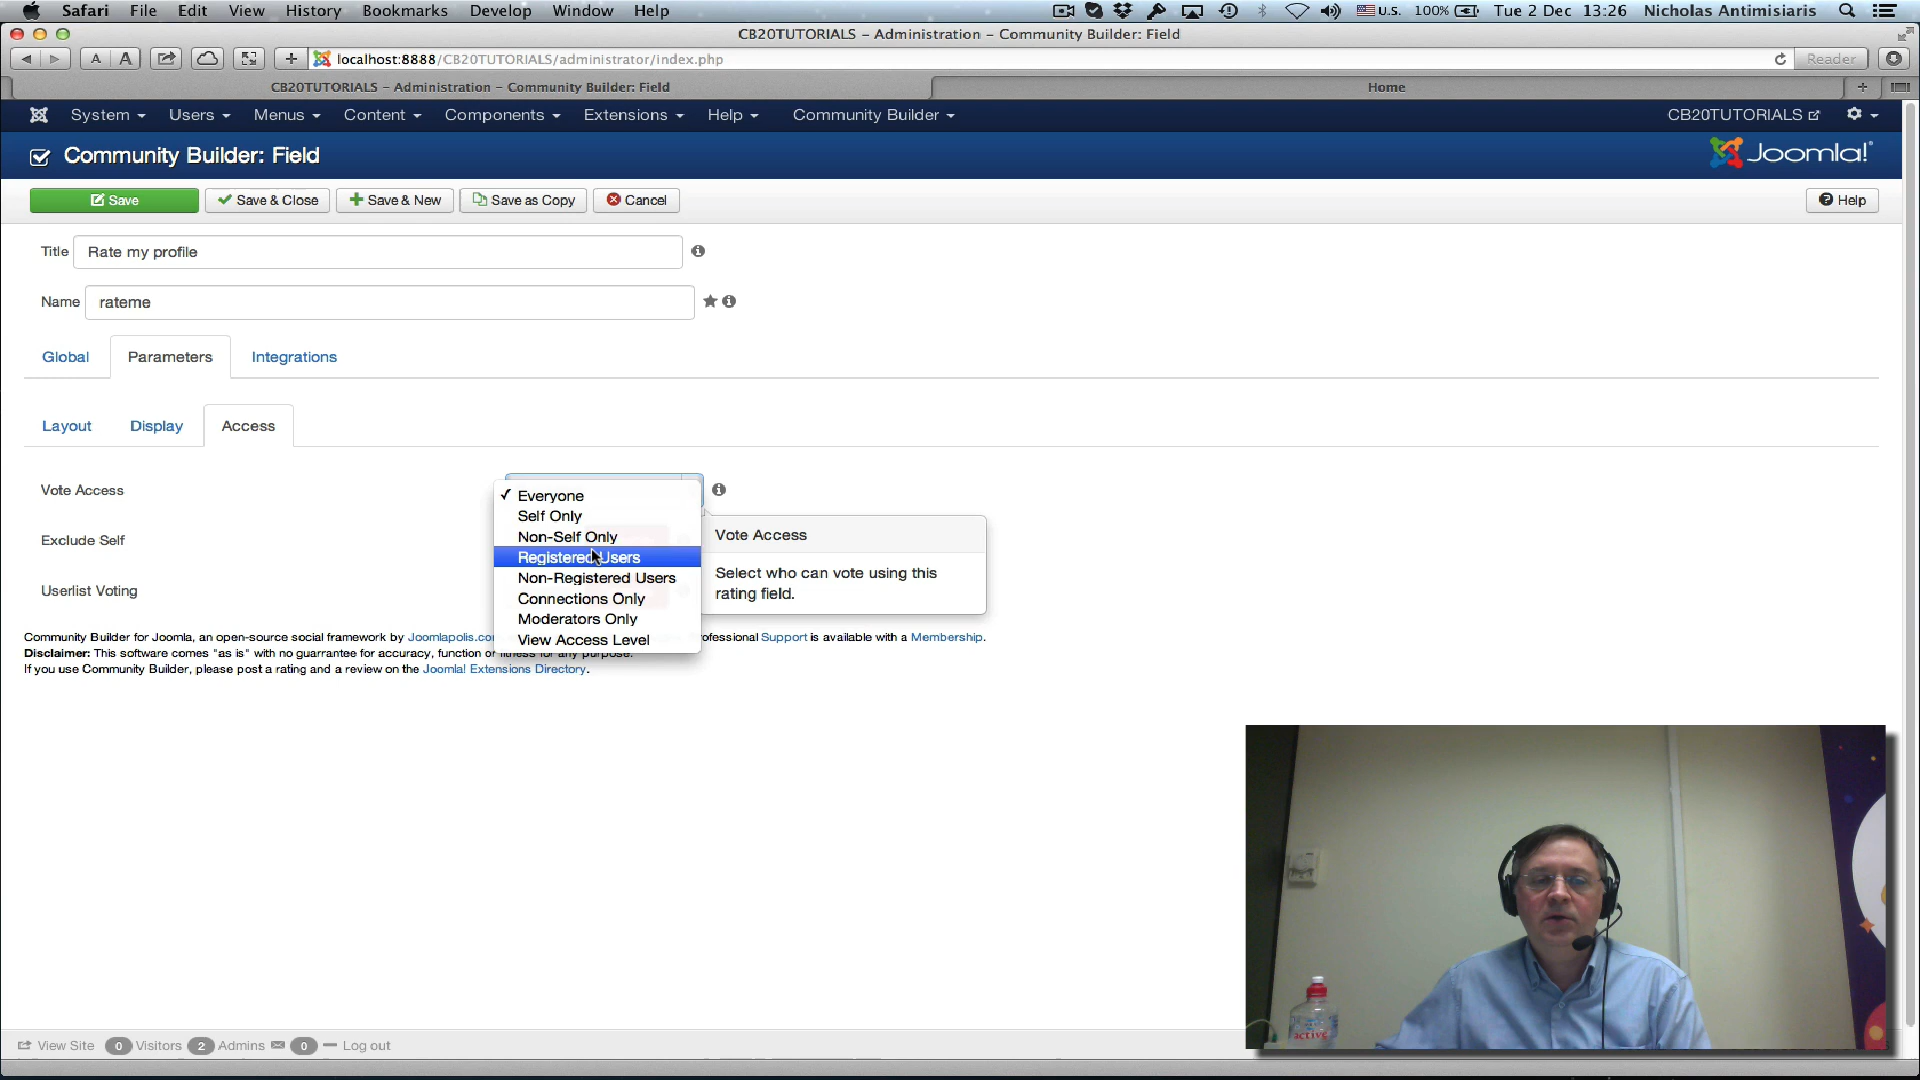 Safari File Edit View History Bookmarks Develop Window Help U.S. 100% Tue 2 Dec 13:26 Nicholas Antimisiaris
CB20TUTORIALS – Administration – Community Builder: Field
A A + localhost:8888/CB20TUTORIALS/administrator/index.php Reader
CB20TUTORIALS – Administration – Community Builder: Field Home +
System Users Menus Content Components Extensions Help Community Builder CB20TUTORIALS
Community Builder: Field Joomla!
Save Save & Close Save & New Save as Copy Cancel Help
Title Rate my profile
Name rateme
Global Parameters Integrations
Layout Display Access
Vote Access
Everyone
Self Only
Non-Self Only
Registered Users
Non-Registered Users
Connections Only
Moderators Only
View Access Level
Vote Access
Select who can vote using this
rating field.
Exclude Self
Userlist Voting
Community Builder for Joomla, an open-source social framework by Joomlapolis.co rofessional Support is available with a Membership.
Disclaimer: This software comes "as is" with no guarrantee for accuracy, function or fitness for any purpose.
If you use Community Builder, please post a rating and a review on the Joomla! Extensions Directory.
active
View Site 0 Visitors 2 Admins 0 Log out